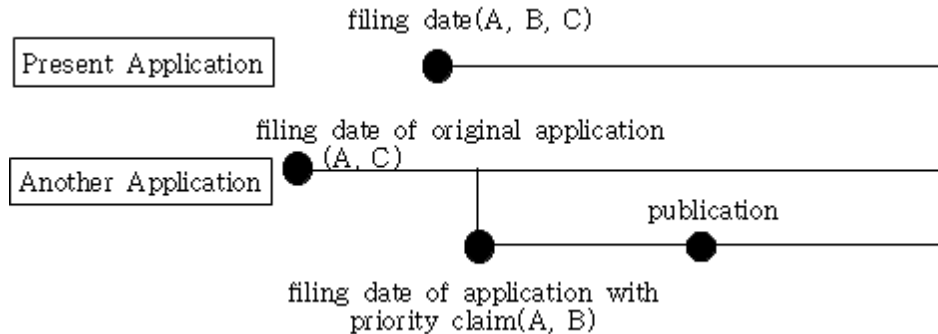 filing date(A, B, C)
Present Application
filing date of original application
(A, C)
Another Application
publication
filing date of application with
priority claim(A, B)